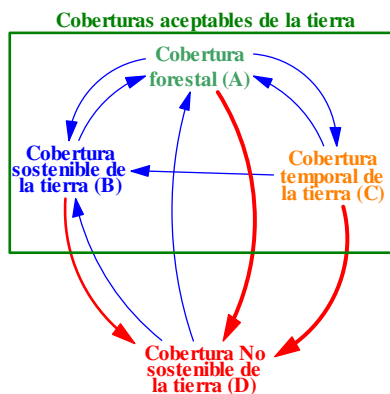 Coberturas aceptables de la tierra
Cobertura
forestal (A)
Cobertura
sostenible de
la tierra (B)
Cobertura
temporal de
la tierra (C)
Cobertura No
sostenible de
la tierra (D)